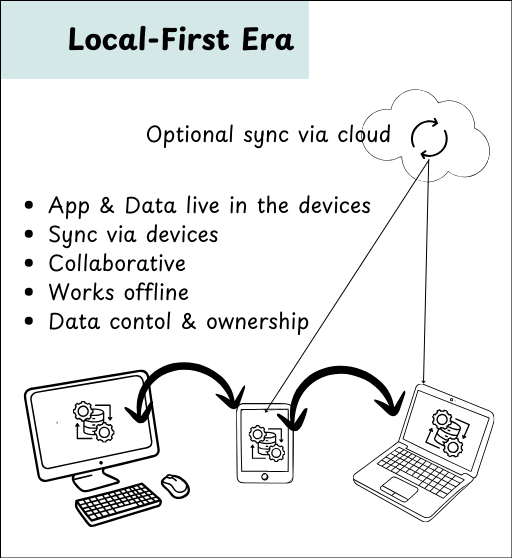 Local-First Era
Optional sync via cloud
• App & Data live in the devices
• Sync via devices
• Collaborative
• Works offline
• Data contol & ownership